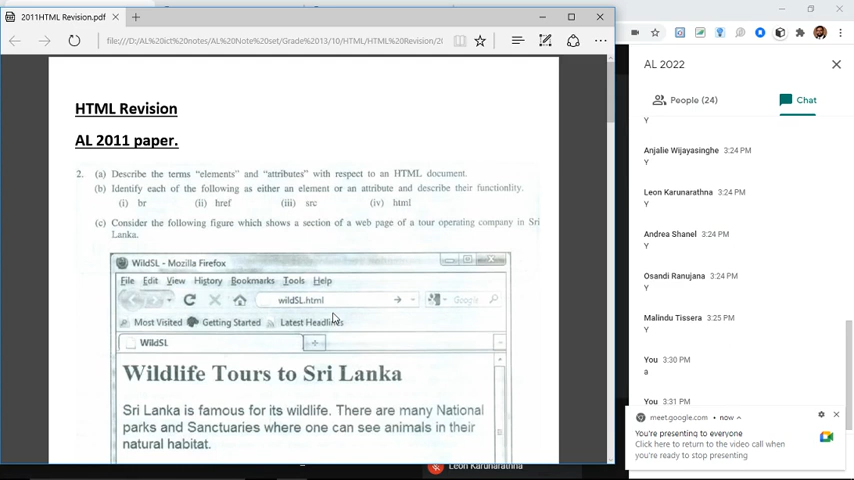 2011HTML Revision.pdf
file:///D:/AL%20ict%20notes/AL%20Note%20set/Grade%2013/10/HTML/HTML%20Revision/20
HTML Revision
AL 2011 paper.
2. (a) Describe the terms "elements" and "attributes" with respect to an HTML document.
(b) Identify each of the following as either an element or an attribute and describe their functionlity.
(i) br (ii) href (iii) src (iv) html
(c) Consider the following figure which shows a section of a web page of a tour operating company in Sri
Lanka.
WildSL - Mozilla Firefox
File Edit View History Bookmarks Tools Help
wildSL.html
Google
Most Visited Getting Started Latest Headlines
WildSL
Wildlife Tours to Sri Lanka
Sri Lanka is famous for its wildlife. There are many National
parks and Sanctuaries where one can see animals in their
natural habitat.
AL 2022
People (24) Chat
Y
Anjalie Wijayasinghe 3:24 PM
Y
Leon Karunarathna 3:24 PM
Y
Andrea Shanel 3:24 PM
Y
Osandi Ranujana 3:24 PM
Y
Malindu Tissera 3:25 PM
Y
You 3:30 PM
a
You 3:31 PM
meet.google.com • now
You're presenting to everyone
Click here to return to the video call when
you're ready to stop presenting
Leon Karunarathna